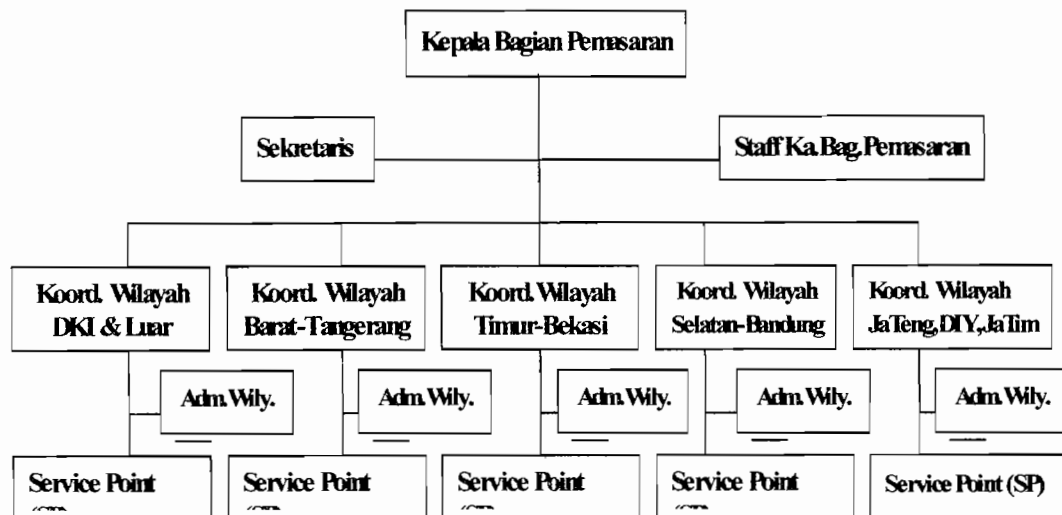 Kepala Bagian Pemasaran
Sekretaris
Staff Ka.Bag.Pemasaran
Koord. Wilayah
DKI & Luar
Koord. Wilayah
Barat-Tangerang
Koord. Wilayah
Timur-Bekasi
Koord. Wilayah
Selatan-Bandung
Koord. Wilayah
JaTeng,DIY,JaTim
Adm.Wily.
Adm.Wily.
Adm.Wily.
Adm.Wily.
Adm.Wily.
Service Point
Service Point
Service Point
Service Point
Service Point (SP)